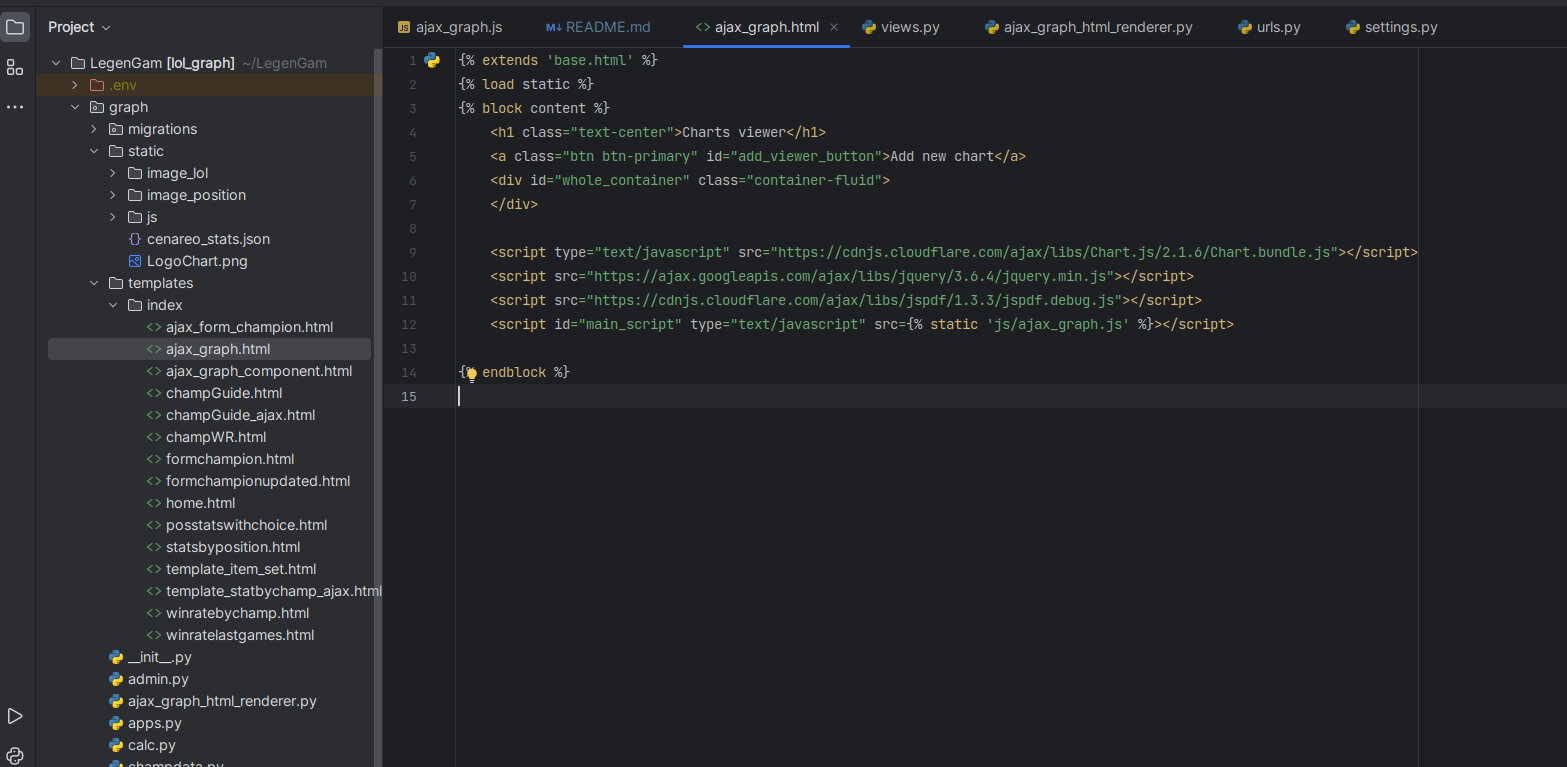 Project
LegenGam [lol_graph] ~/LegenGam
.env
graph
migrations
static
image_lol
image_position
js
cenareo_stats.json
LogoChart.png
templates
index
ajax_form_champion.html
ajax_graph.html
ajax_graph_component.html
champGuide.html
champGuide_ajax.html
champWR.html
formchampion.html
formchampionupdated.html
home.html
posstatswithchoice.html
statsbyposition.html
template_item_set.html
template_statbychamp_ajax.html
winratebychamp.html
winratelastgames.html
__init__.py
admin.py
ajax_graph_html_renderer.py
apps.py
calc.py
champdata.py
JS ajax_graph.js
M↓ README.md
<> ajax_graph.html ×
views.py
ajax_graph_html_renderer.py
urls.py
settings.py
1 {% extends 'base.html' %}
2 {% load static %}
3 {% block content %}
4 <h1 class="text-center">Charts viewer</h1>
5 <a class="btn btn-primary" id="add_viewer_button">Add new chart</a>
6 <div id="whole_container" class="container-fluid">
7 </div>
8
9 <script type="text/javascript" src="https://cdnjs.cloudflare.com/ajax/libs/Chart.js/2.1.6/Chart.bundle.js"></script>
10 <script src="https://ajax.googleapis.com/ajax/libs/jquery/3.6.4/jquery.min.js"></script>
11 <script src="https://cdnjs.cloudflare.com/ajax/libs/jspdf/1.3.3/jspdf.debug.js"></script>
12 <script id="main_script" type="text/javascript" src={% static 'js/ajax_graph.js' %}></script>
13
14 {% endblock %}
15